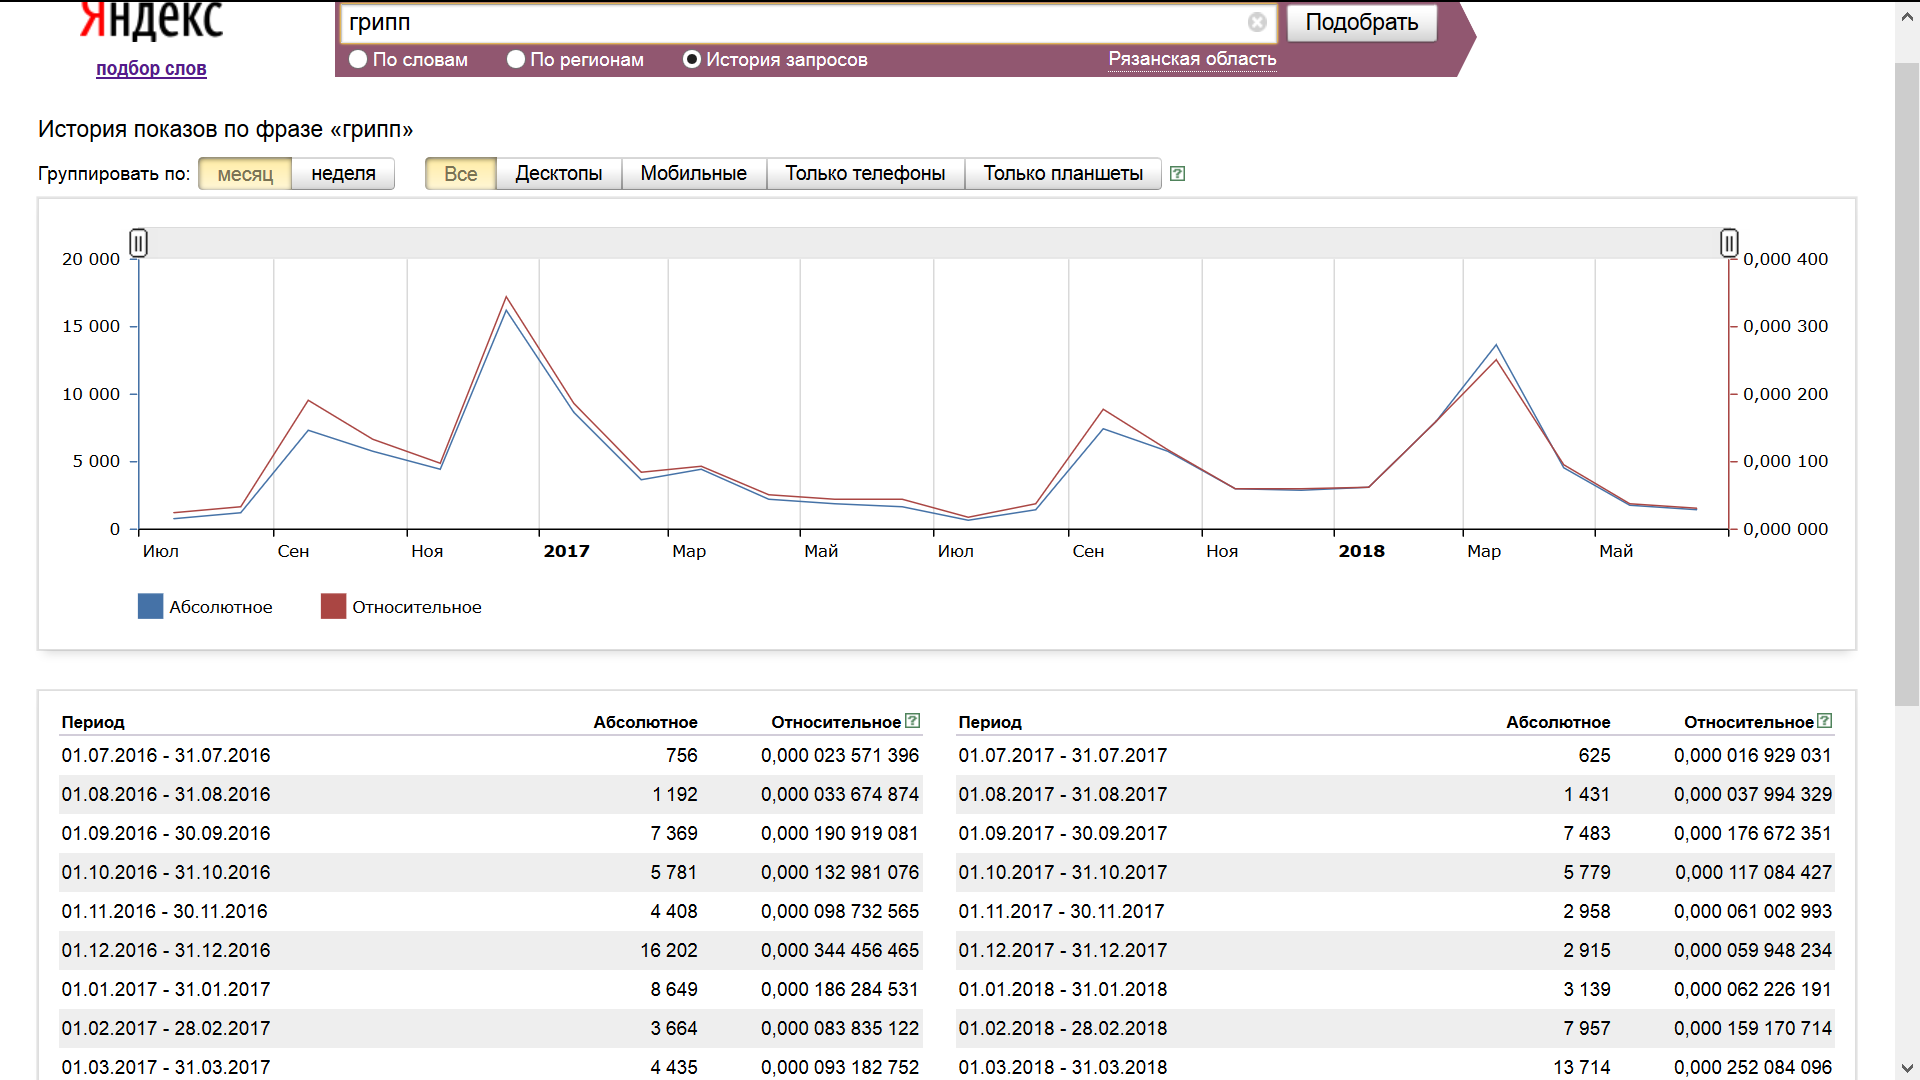 Яндекс
подбор слов
грипп
Подобрать
По словам По регионам История запросов Рязанская область
История показов по фразе «грипп»
Группировать по: месяц неделя Все Десктопы Мобильные Только телефоны Только планшеты ?
20 000 0,000 400
15 000 0,000 300
10 000 0,000 200
5 000 0,000 100
0 0,000 000
Июл Сен Ноя 2017 Мар Май Июл Сен Ноя 2018 Мар Май
Абсолютное Относительное
Период Абсолютное Относительное ? Период Абсолютное Относительное ?
01.07.2016 - 31.07.2016 756 0,000 023 571 396 01.07.2017 - 31.07.2017 625 0,000 016 929 031
01.08.2016 - 31.08.2016 1 192 0,000 033 674 874 01.08.2017 - 31.08.2017 1 431 0,000 037 994 329
01.09.2016 - 30.09.2016 7 369 0,000 190 919 081 01.09.2017 - 30.09.2017 7 483 0,000 176 672 351
01.10.2016 - 31.10.2016 5 781 0,000 132 981 076 01.10.2017 - 31.10.2017 5 779 0,000 117 084 427
01.11.2016 - 30.11.2016 4 408 0,000 098 732 565 01.11.2017 - 30.11.2017 2 958 0,000 061 002 993
01.12.2016 - 31.12.2016 16 202 0,000 344 456 465 01.12.2017 - 31.12.2017 2 915 0,000 059 948 234
01.01.2017 - 31.01.2017 8 649 0,000 186 284 531 01.01.2018 - 31.01.2018 3 139 0,000 062 226 191
01.02.2017 - 28.02.2017 3 664 0,000 083 835 122 01.02.2018 - 28.02.2018 7 957 0,000 159 170 714
01.03.2017 - 31.03.2017 4 435 0,000 093 182 752 01.03.2018 - 31.03.2018 13 714 0,000 252 084 096